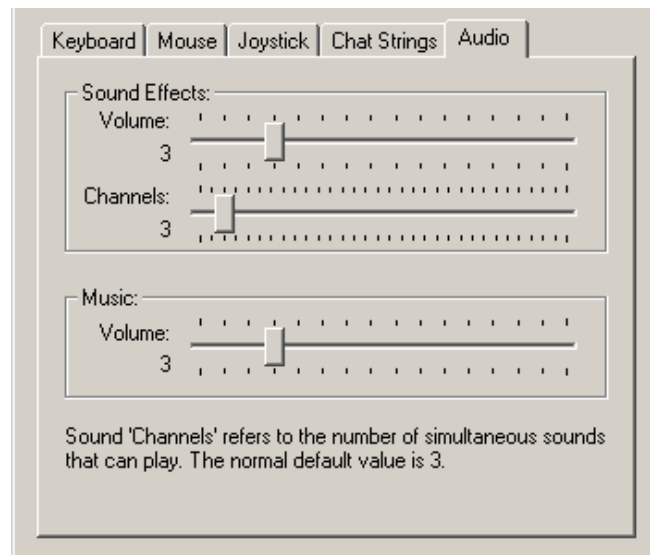 Keyboard Mouse Joystick Chat Strings Audio
Sound Effects:
Volume:
3
Channels:
3
Music:
Volume:
3
Sound 'Channels' refers to the number of simultaneous sounds
that can play. The normal default value is 3.